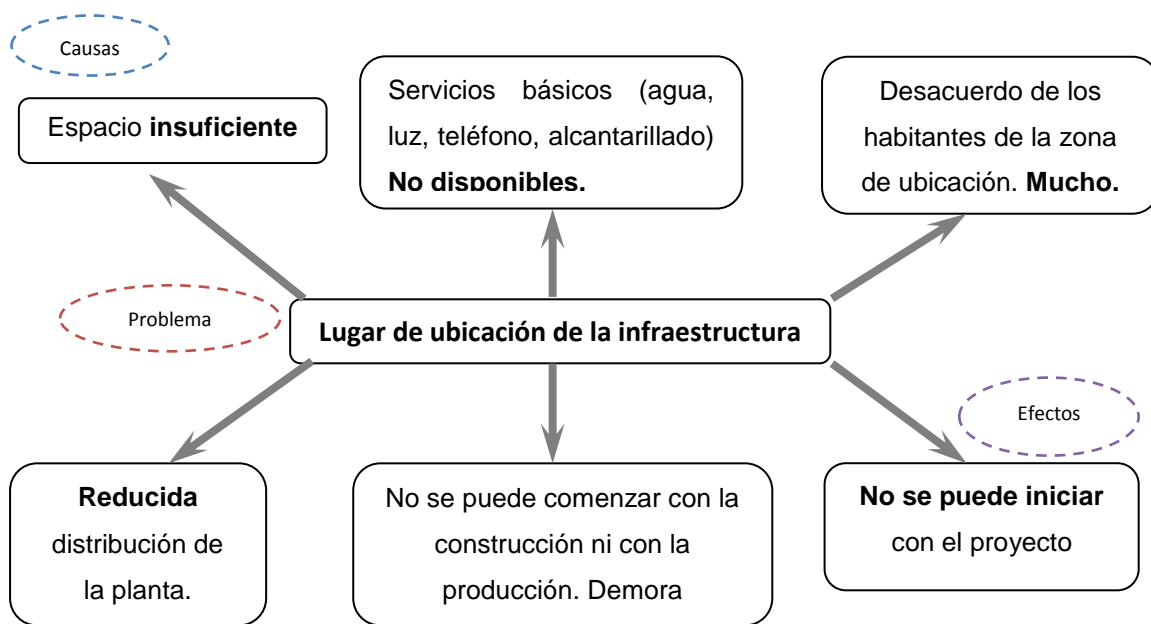 Causas
Espacio insuficiente
Servicios básicos (agua,
luz, teléfono, alcantarillado)
No disponibles.
Desacuerdo de los
habitantes de la zona
de ubicación. Mucho.
Problema
Lugar de ubicación de la infraestructura
Efectos
Reducida
distribución de
la planta.
No se puede comenzar con la
construcción ni con la
producción. Demora
No se puede iniciar
con el proyecto